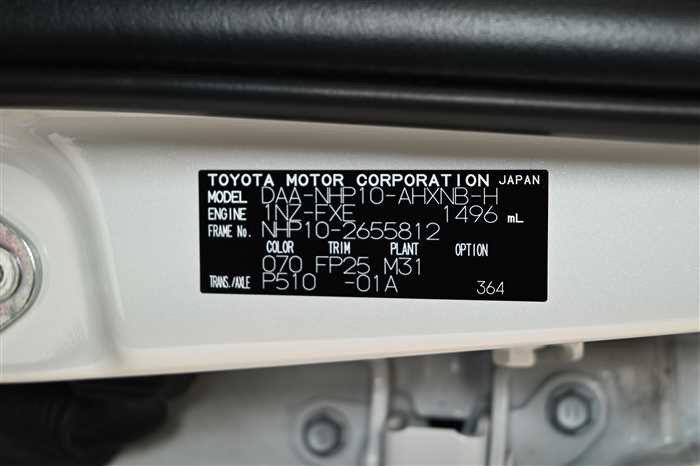 TOYOTA MOTOR CORPORATION JAPAN
MODEL DAA-NHP10-AHXNB-H
ENGINE 1NZ-FXE 1496 mL
FRAME No. NHP10-2655812
COLOR TRIM PLANT OPTION
070 FP25 M31
TRANS./AXLE P510 -01A 364